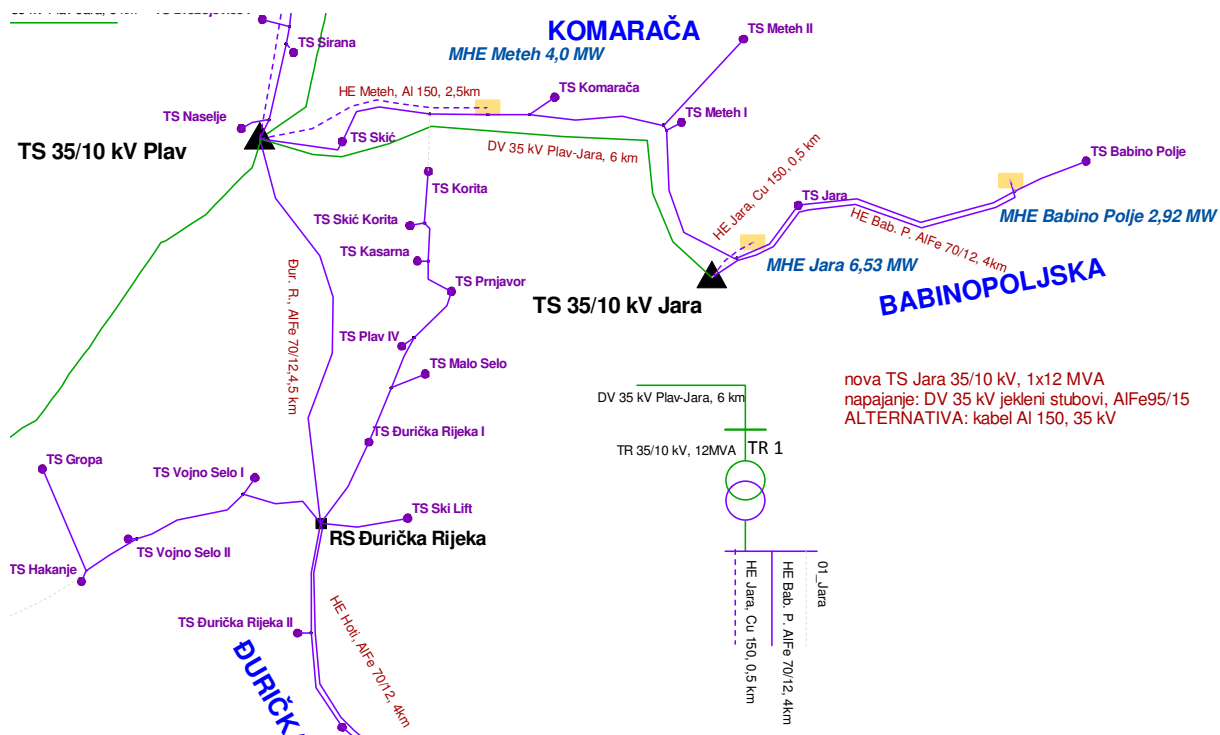 TS Sirana
TS Naselje
TS 35/10 kV Plav
KOMARAČA
MHE Meteh 4,0 MW
HE Meteh, Al 150, 2,5km
TS Komarača
TS Meteh II
TS Meteh I
TS Skić
DV 35 kV Plav-Jara, 6 km
HE Jara, Cu 150, 0,5 km
TS Babino Polje
TS Jara
HE Bab. P. AlFe 70/12, 4km
MHE Babino Polje 2,92 MW
MHE Jara 6,53 MW
TS 35/10 kV Jara
BABINOPOLJSKA
TS Korita
TS Skić Korita
TS Kasarna
TS Prnjavor
Đur. R., AlFe 70/12,4,5 km
TS Plav IV
TS Malo Selo
TS Đurička Rijeka I
nova TS Jara 35/10 kV, 1x12 MVA
napajanje: DV 35 kV jekleni stubovi, AlFe95/15
ALTERNATIVA: kabel Al 150, 35 kV
DV 35 kV Plav-Jara, 6 km
TR 35/10 kV, 12MVA
TR 1
HE Jara, Cu 150, 0,5 km
HE Bab. P. AlFe 70/12, 4km
01_Jara
TS Gropa
TS Vojno Selo I
TS Vojno Selo II
TS Hakanje
TS Ski Lift
RS Đurička Rijeka
TS Đurička Rijeka II
HE Hoti, AlFe 70/12, 4km
ĐURIČK